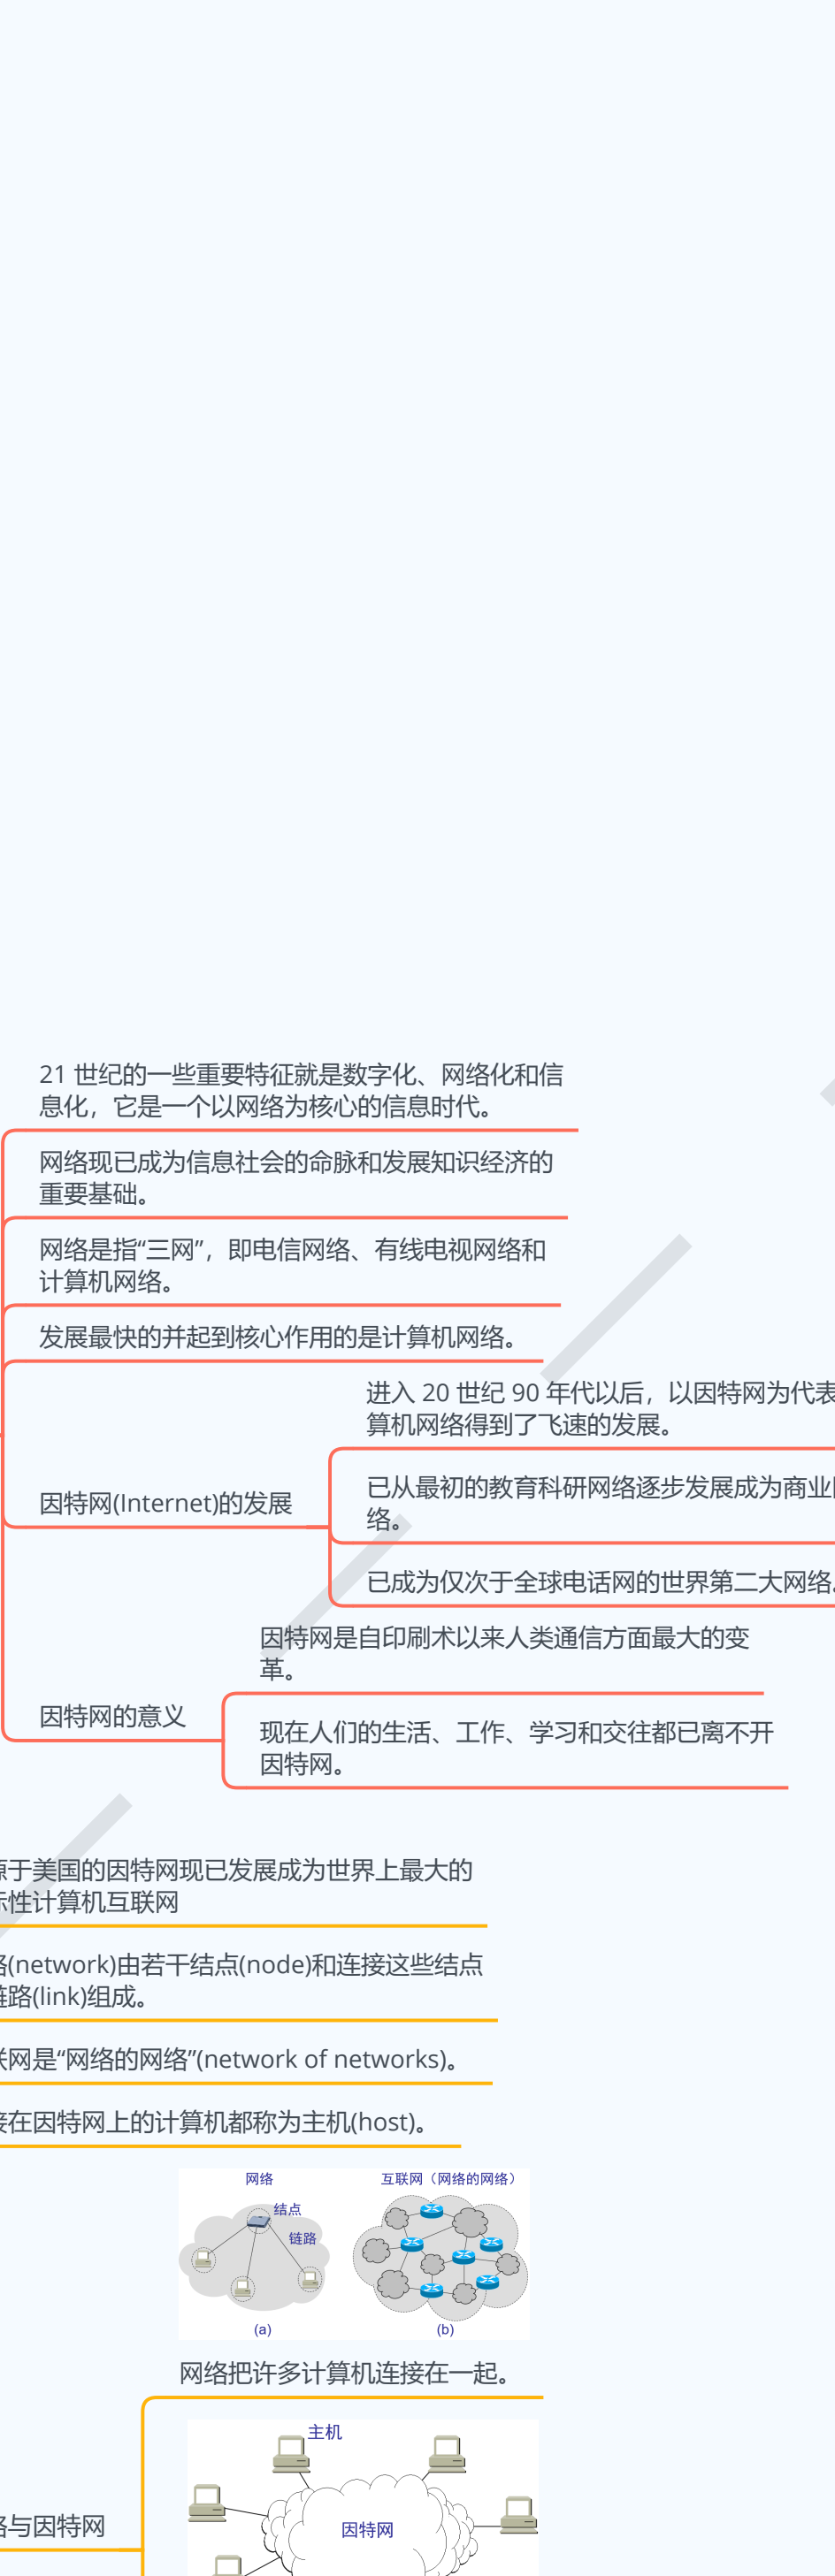 21 世纪的一些重要特征就是数字化、网络化和信
息化，它是一个以网络为核心的信息时代。
网络现已成为信息社会的命脉和发展知识经济的
重要基础。
网络是指“三网”，即电信网络、有线电视网络和
计算机网络。
发展最快的并起到核心作用的是计算机网络。
进入 20 世纪 90 年代以后，以因特网为代表
算机网络得到了飞速的发展。
因特网(Internet)的发展
已从最初的教育科研网络逐步发展成为商业
络。
已成为仅次于全球电话网的世界第二大网络
因特网是自印刷术以来人类通信方面最大的变
革。
因特网的意义
现在人们的生活、工作、学习和交往都已离不开
因特网。
于美国的因特网现已发展成为世界上最大的
性计算机互联网
(network)由若干结点(node)和连接这些结点
路(link)组成。
网是“网络的网络”(network of networks)。
在因特网上的计算机都称为主机(host)。
网络
互联网（网络的网络）
结点
链路
(a)
(b)
网络把许多计算机连接在一起。
主机
因特网
与因特网